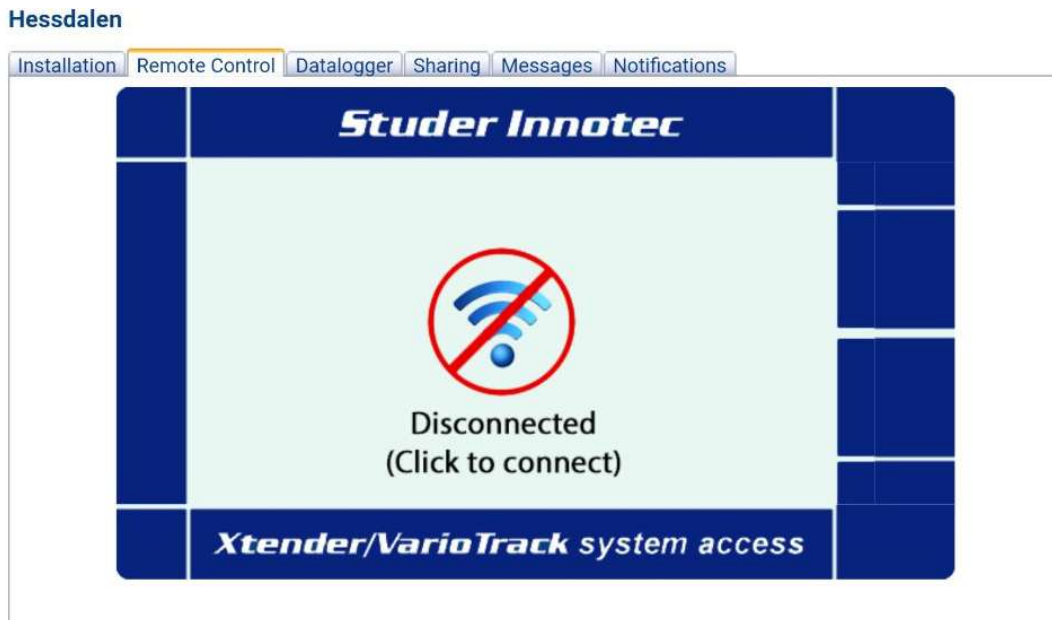 Hessdalen
Installation Remote Control Datalogger Sharing Messages Notifications
Studer Innotec
Disconnected
(Click to connect)
Xtender/VarioTrack system access